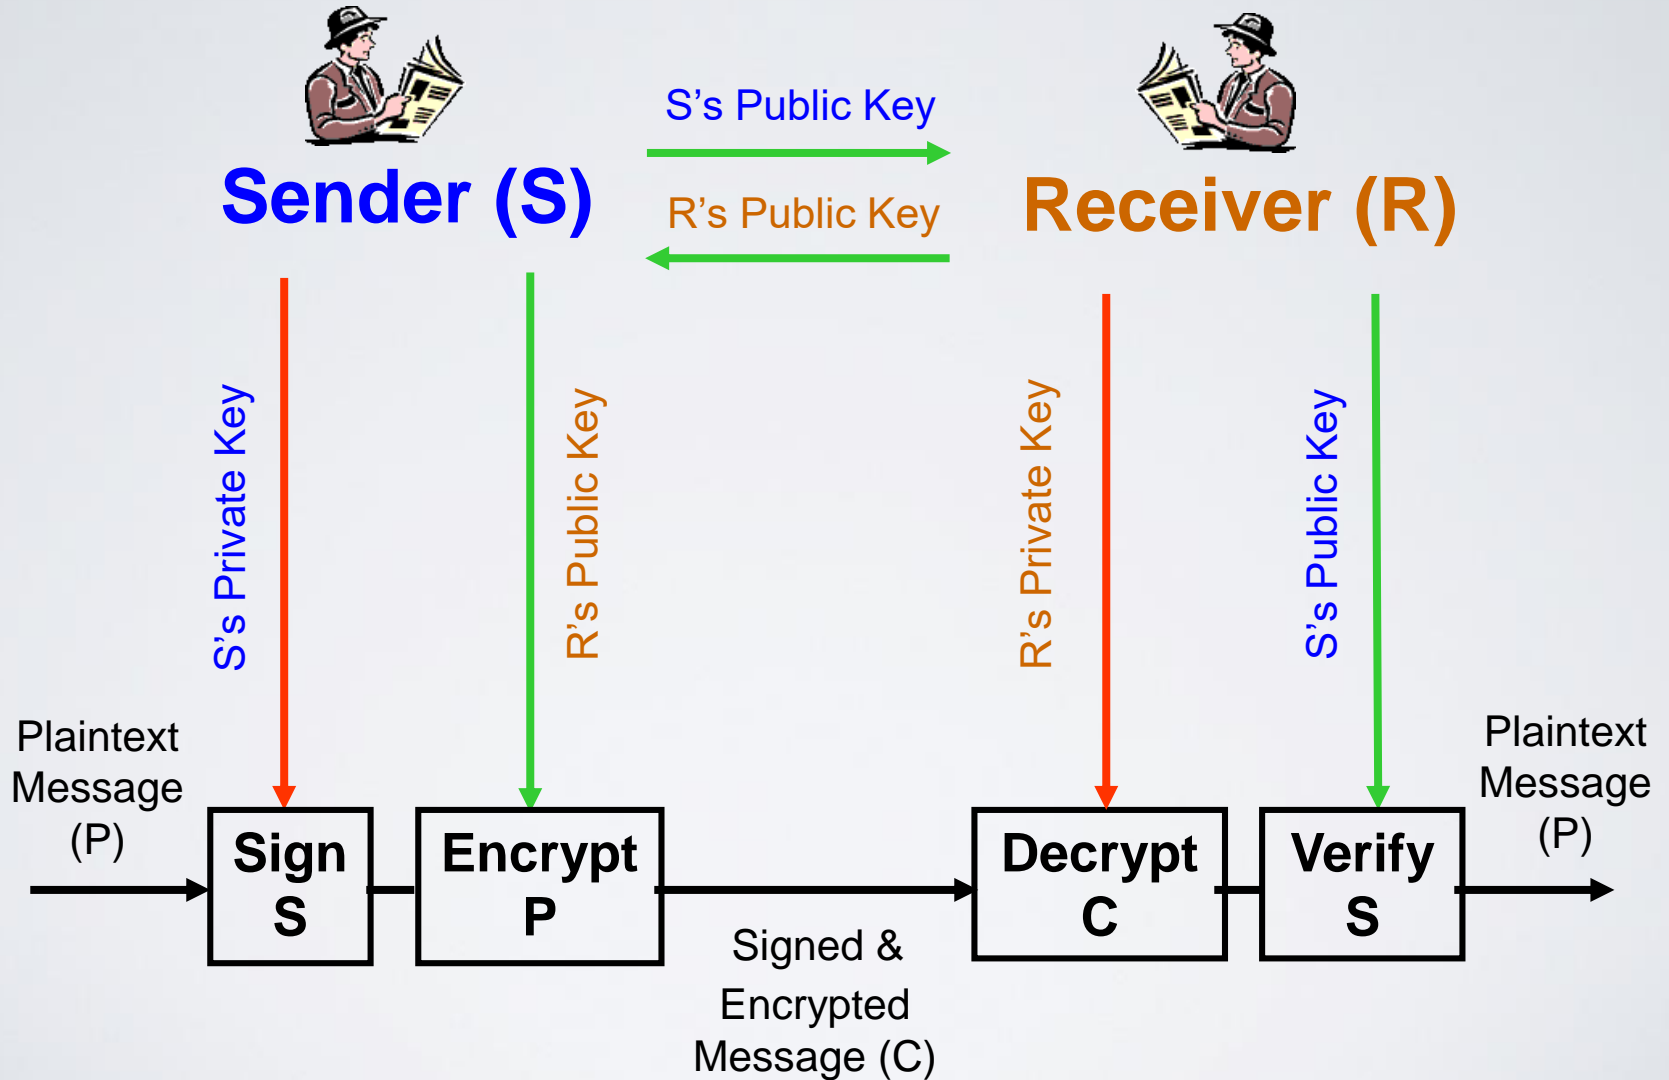 S’s Public Key
Sender (S)
R’s Public Key
Receiver (R)
S’s Private Key
R’s Public Key
R’s Private Key
S’s Public Key
Plaintext
Message
(P)
Sign
S
Encrypt
P
Signed &
Encrypted
Message (C)
Decrypt
C
Verify
S
Plaintext
Message
(P)